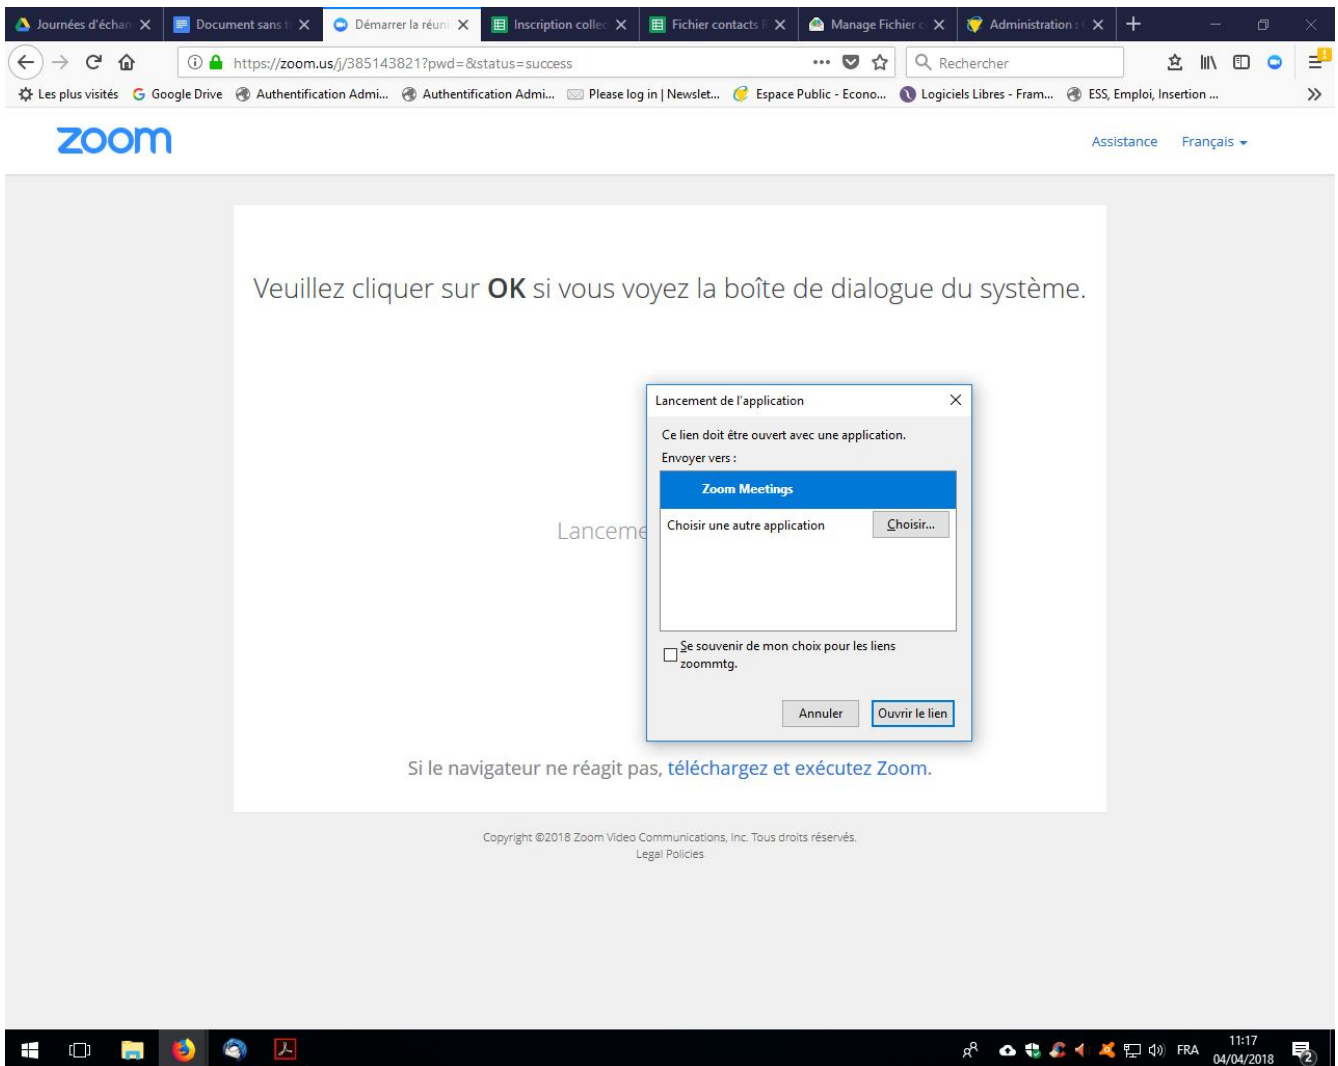 Journées d'échan
Document sans t
Démarrer la réuni
Inscription collec
Fichier contacts
Manage Fichier c
Administration :
https://zoom.us/j/385143821?pwd=&status=success
Rechercher
Les plus visités
Google Drive
Authentification Admi...
Authentification Admi...
Please log in | Newslet...
Espace Public - Econo...
Logiciels Libres - Fram...
ESS, Emploi, Insertion ...
zoom
Assistance
Français
Veuillez cliquer sur OK si vous voyez la boîte de dialogue du système.
Lanceme
Lancement de l'application
Ce lien doit être ouvert avec une application.
Envoyer vers :
Zoom Meetings
Choisir une autre application
Choisir...
Se souvenir de mon choix pour les liens
zoommtg.
Annuler
Ouvrir le lien
Si le navigateur ne réagit pas, téléchargez et exécutez Zoom.
Copyright ©2018 Zoom Video Communications, Inc. Tous droits réservés.
Legal Policies
FRA
11:17
04/04/2018
2